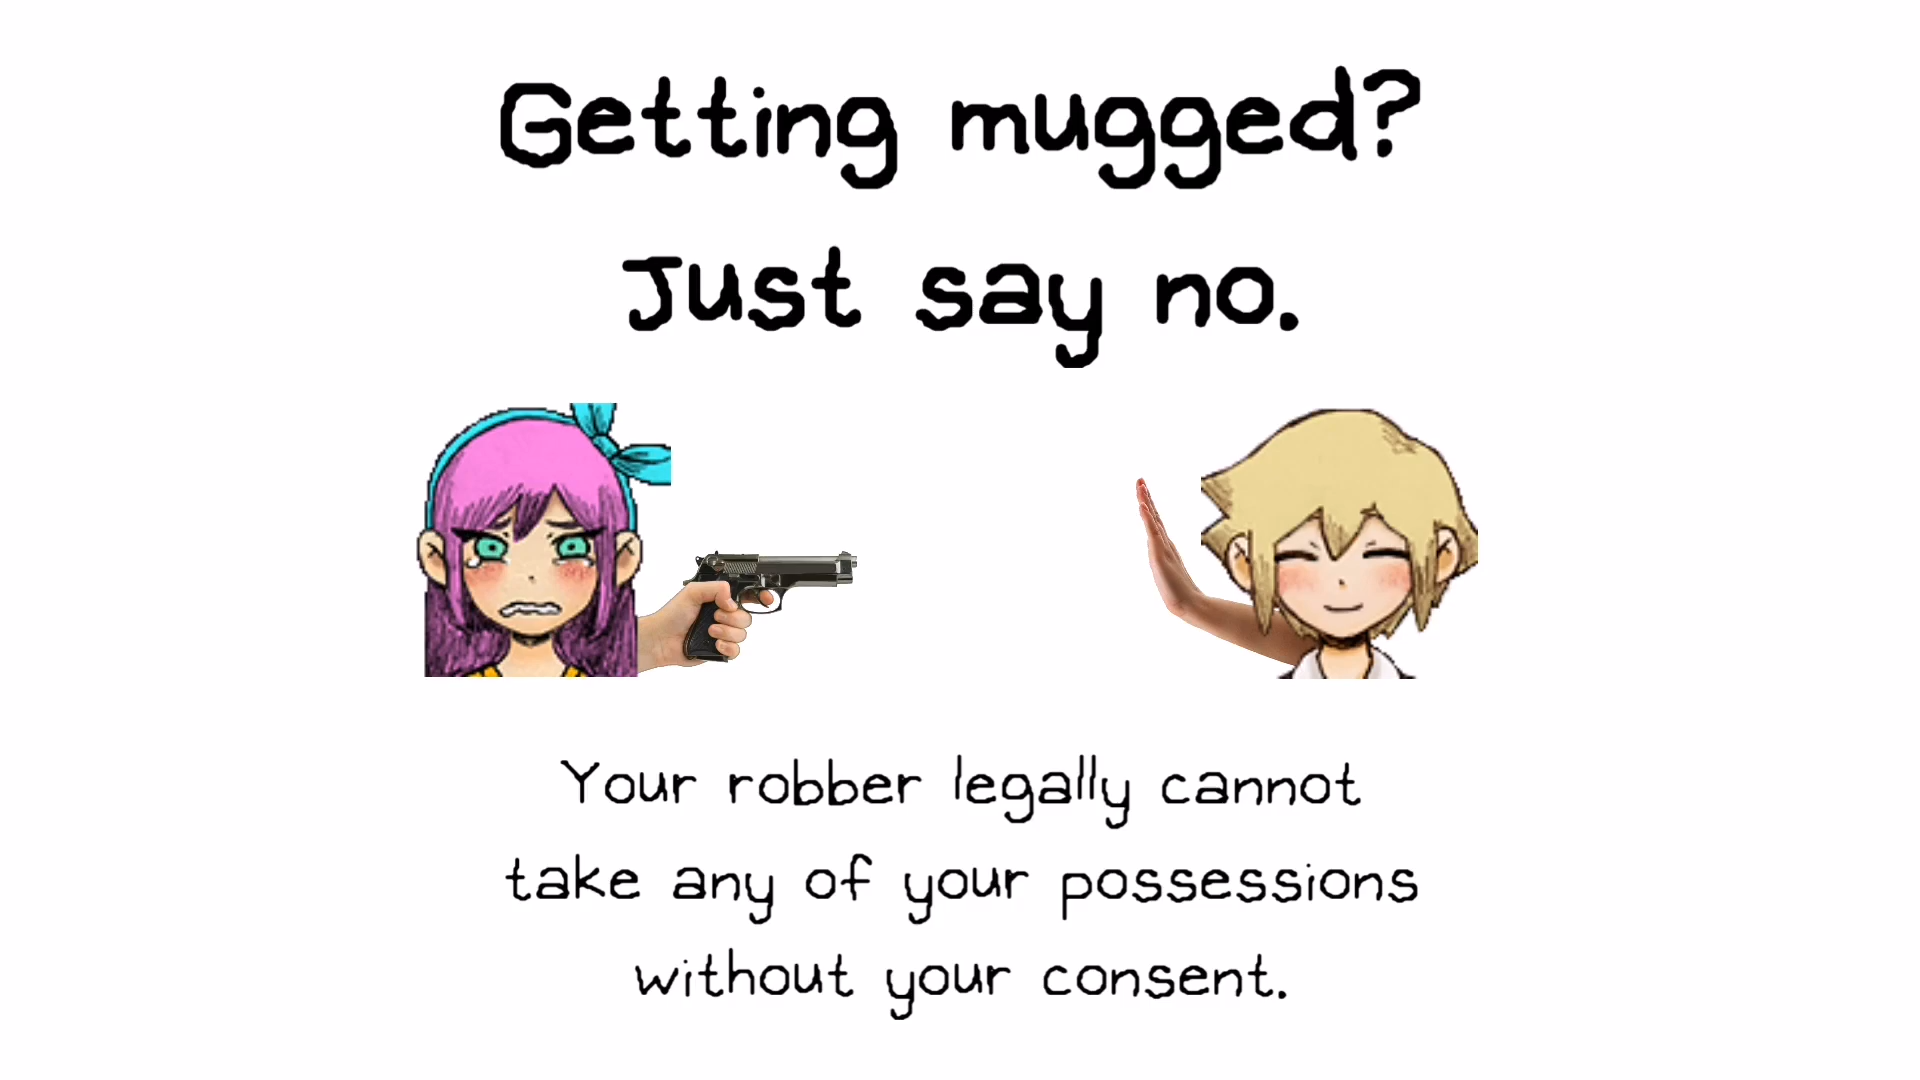 Getting mugged?
Just say no.
Your robber legally cannot
take any of your possessions
without your consent.